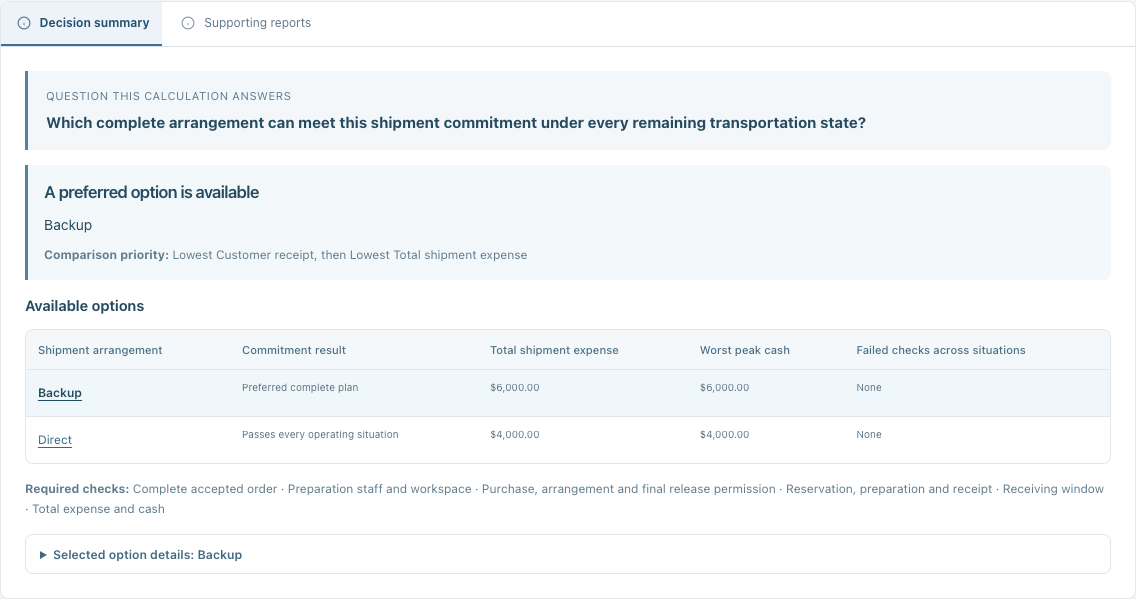 Decision summary
Supporting reports
QUESTION THIS CALCULATION ANSWERS
Which complete arrangement can meet this shipment commitment under every remaining transportation state?
A preferred option is available
Backup
Comparison priority: Lowest Customer receipt, then Lowest Total shipment expense
Available options
Shipment arrangement Commitment result Total shipment expense Worst peak cash Failed checks across situations
Backup Preferred complete plan $6,000.00 $6,000.00 None
Direct Passes every operating situation $4,000.00 $4,000.00 None
Required checks: Complete accepted order · Preparation staff and workspace · Purchase, arrangement and final release permission · Reservation, preparation and receipt · Receiving window
· Total expense and cash
Selected option details: Backup